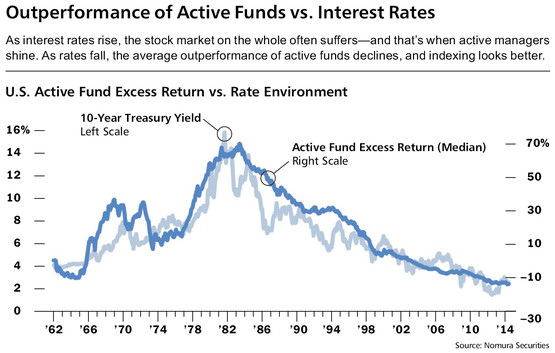 Outperformance of Active Funds vs. Interest Rates
As interest rates rise, the stock market on the whole often suffers—and that's when active managers
shine. As rates fall, the average outperformance of active funds declines, and indexing looks better.
U.S. Active Fund Excess Return vs. Rate Environment
10-Year Treasury Yield
Left Scale
Active Fund Excess Return (Median)
Right Scale
16%
14
12
10
8
6
4
2
0
70%
50
30
10
–10
–30
'62 '66 '70 '74 '78 '82 '86 '90 '94 '98 '02 '06 '10 '14
Source: Nomura Securities